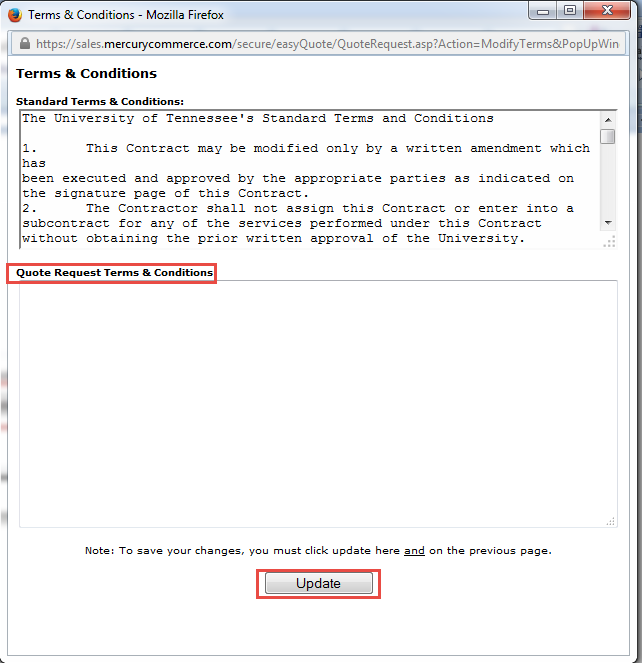 Terms & Conditions - Mozilla Firefox
https://sales.mercurycommerce.com/secure/easyQuote/QuoteRequest.asp?Action=ModifyTerms&PopUpWin
Terms & Conditions
Standard Terms & Conditions:
The University of Tennessee's Standard Terms and Conditions
1. This Contract may be modified only by a written amendment which
has
been executed and approved by the appropriate parties as indicated on
the signature page of this Contract.
2. The Contractor shall not assign this Contract or enter into a
subcontract for any of the services performed under this Contract
without obtaining the prior written approval of the University.
Quote Request Terms & Conditions
Note: To save your changes, you must click update here and on the previous page.
Update